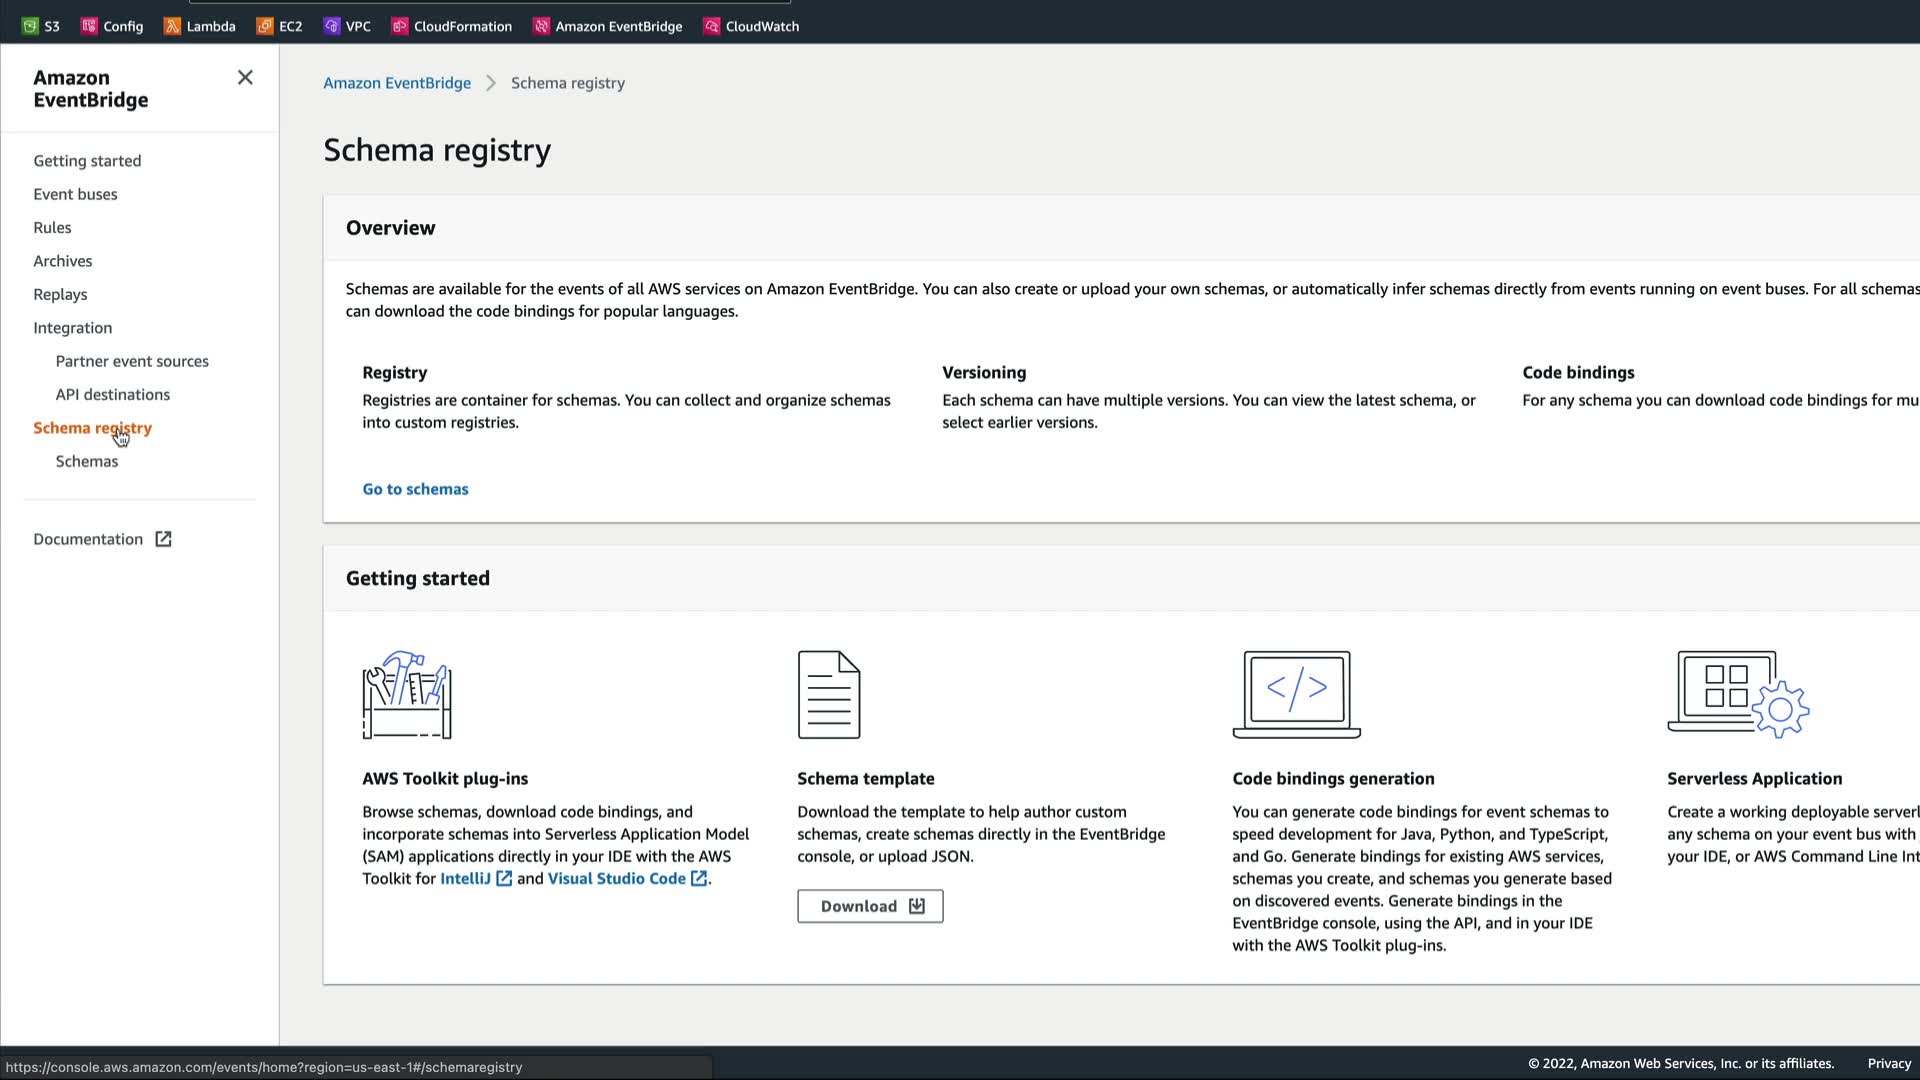 S3 Config Lambda EC2 VPC CloudFormation Amazon EventBridge CloudWatch
Amazon
EventBridge
Getting started
Event buses
Rules
Archives
Replays
Integration
Partner event sources
API destinations
Schema registry
Schemas
Documentation
Amazon EventBridge Schema registry
Schema registry
Overview
Schemas are available for the events of all AWS services on Amazon EventBridge. You can also create or upload your own schemas, or automatically infer schemas directly from events running on event buses. For all schemas
can download the code bindings for popular languages.
Registry
Registries are container for schemas. You can collect and organize schemas
into custom registries.
Go to schemas
Versioning
Each schema can have multiple versions. You can view the latest schema, or
select earlier versions.
Code bindings
For any schema you can download code bindings for mu
Getting started
AWS Toolkit plug-ins
Browse schemas, download code bindings, and
incorporate schemas into Serverless Application Model
(SAM) applications directly in your IDE with the AWS
Toolkit for IntelliJ and Visual Studio Code.
Schema template
Download the template to help author custom
schemas, create schemas directly in the EventBridge
console, or upload JSON.
Download
Code bindings generation
You can generate code bindings for event schemas to
speed development for Java, Python, and TypeScript,
and Go. Generate bindings for existing AWS services,
schemas you create, and schemas you generate based
on discovered events. Generate bindings in the
EventBridge console, using the API, and in your IDE
with the AWS Toolkit plug-ins.
Serverless Application
Create a working deployable serverl
any schema on your event bus with
your IDE, or AWS Command Line Int
https://console.aws.amazon.com/events/home?region=us-east-1#/schemaregistry
© 2022, Amazon Web Services, Inc. or its affiliates. Privacy